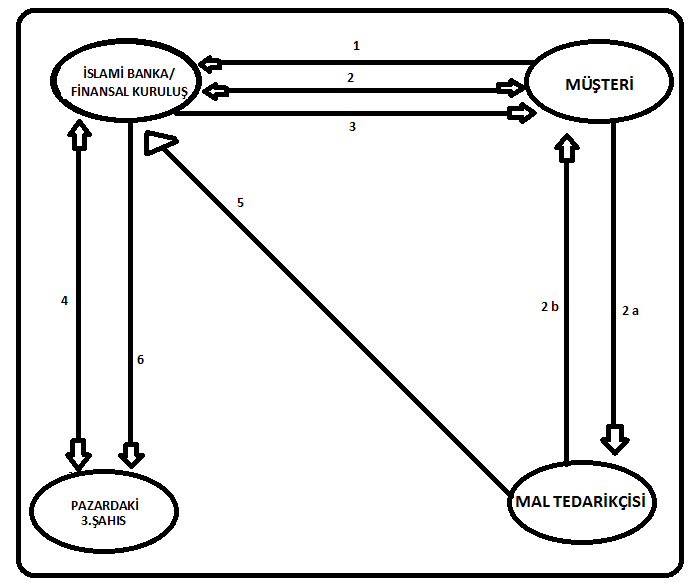 1
İSLAMİ BANKA/
FİNANSAL KURULUŞ
2
MÜŞTERİ
3
5
4
2 b
2 a
6
PAZARDAKİ
3.ŞAHIS
MAL TEDARİKÇİSİ